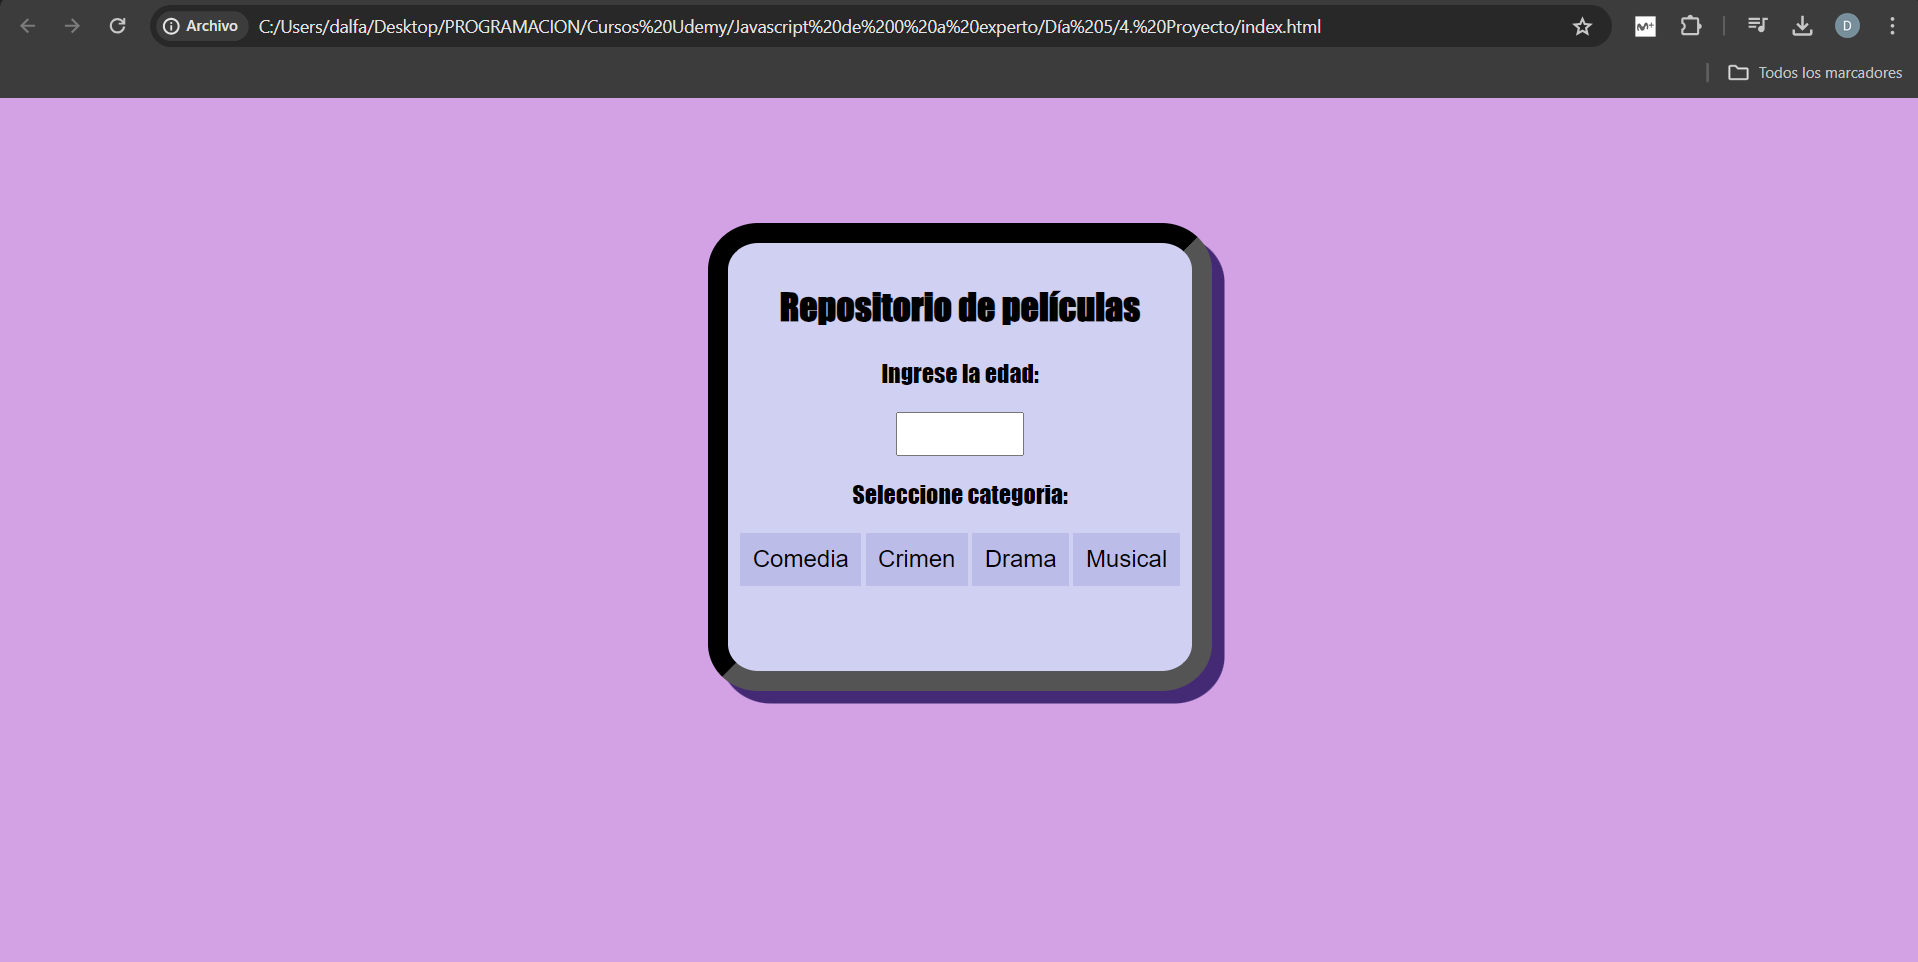 Archivo C:/Users/dalfa/Desktop/PROGRAMACION/Cursos%20Udemy/Javascript%20de%200%20a%20experto/Día%205/4.%20Proyecto/index.html D
Todos los marcadores
Repositorio de películas
Ingrese la edad:
Seleccione categoria:
Comedia Crimen Drama Musical